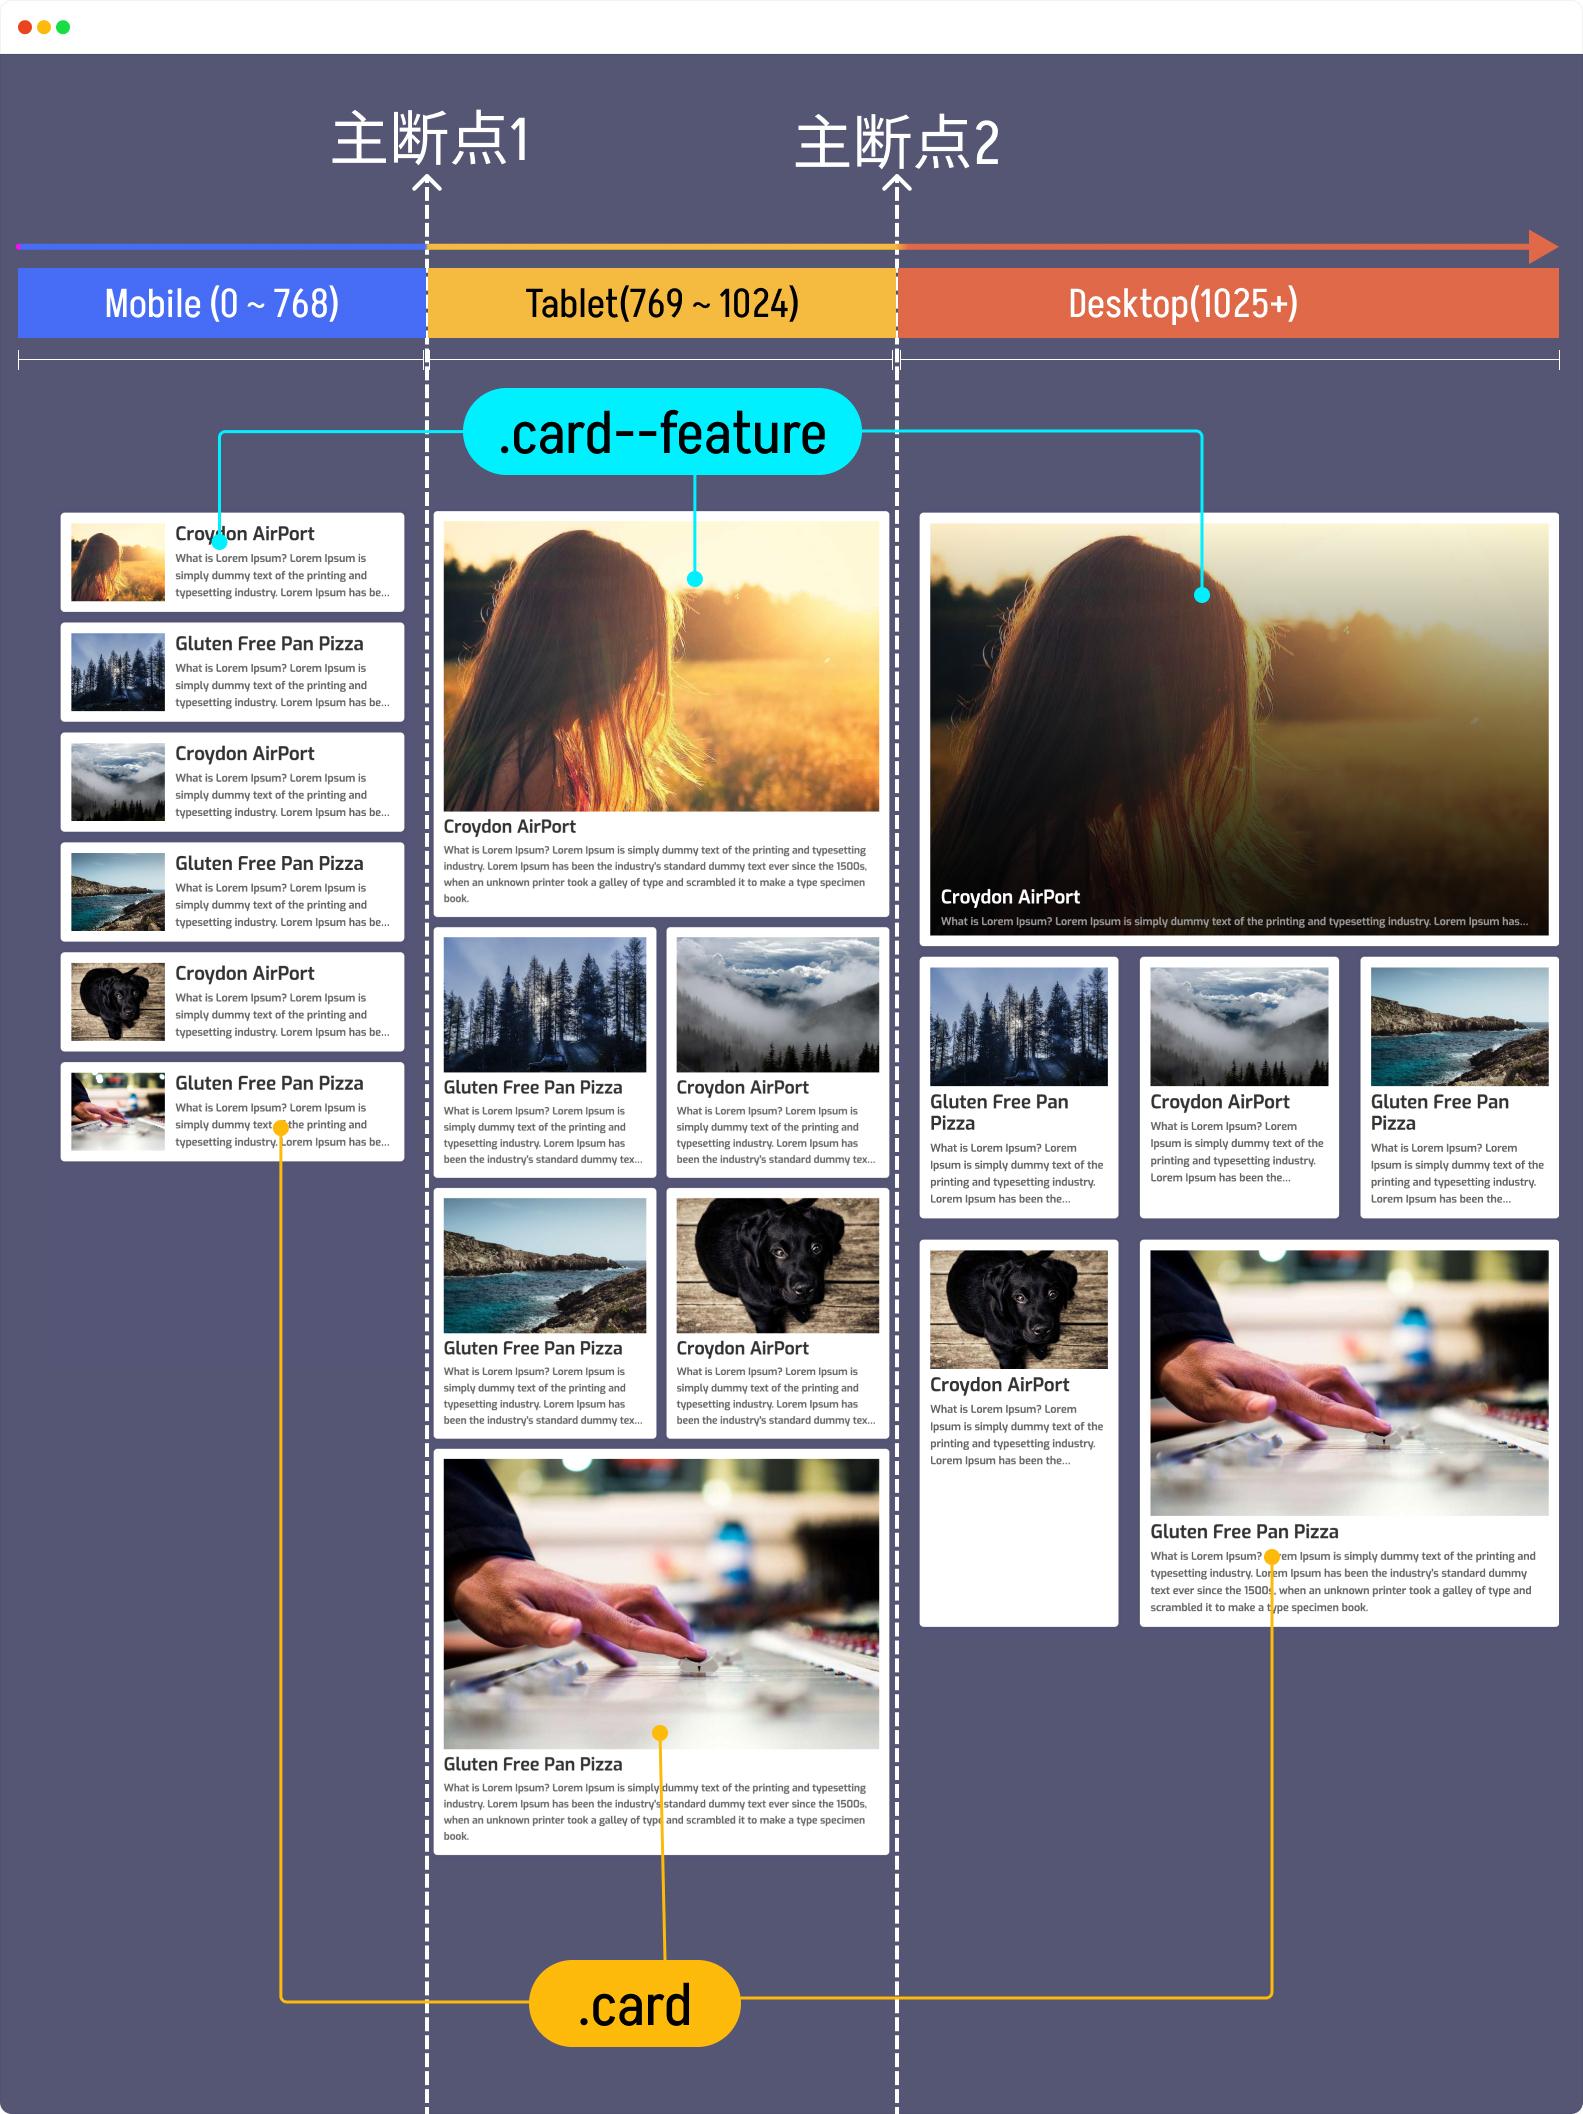 主断点1
主断点2
Mobile (0 ~ 768)
Tablet(769 ~ 1024)
Desktop(1025+)
.card--feature
Croydon AirPort
What is Lorem Ipsum? Lorem Ipsum is
simply dummy text of the printing and
typesetting industry. Lorem Ipsum has be...
Gluten Free Pan Pizza
What is Lorem Ipsum? Lorem Ipsum is
simply dummy text of the printing and
typesetting industry. Lorem Ipsum has be...
Croydon AirPort
What is Lorem Ipsum? Lorem Ipsum is
simply dummy text of the printing and
typesetting industry. Lorem Ipsum has be...
Gluten Free Pan Pizza
What is Lorem Ipsum? Lorem Ipsum is
simply dummy text of the printing and
typesetting industry. Lorem Ipsum has be...
Croydon AirPort
What is Lorem Ipsum? Lorem Ipsum is
simply dummy text of the printing and
typesetting industry. Lorem Ipsum has be...
Gluten Free Pan Pizza
What is Lorem Ipsum? Lorem Ipsum is
simply dummy text of the printing and
typesetting industry. Lorem Ipsum has be...
Croydon AirPort
What is Lorem Ipsum? Lorem Ipsum is simply dummy text of the printing and typesetting
industry. Lorem Ipsum has been the industry's standard dummy text ever since the 1500s,
when an unknown printer took a galley of type and scrambled it to make a type specimen
book.
Gluten Free Pan Pizza
What is Lorem Ipsum? Lorem Ipsum is
simply dummy text of the printing and
typesetting industry. Lorem Ipsum has
been the industry's standard dummy tex...
Croydon AirPort
What is Lorem Ipsum? Lorem Ipsum is
simply dummy text of the printing and
typesetting industry. Lorem Ipsum has
been the industry's standard dummy tex...
Gluten Free Pan Pizza
What is Lorem Ipsum? Lorem Ipsum is
simply dummy text of the printing and
typesetting industry. Lorem Ipsum has
been the industry's standard dummy tex...
Croydon AirPort
What is Lorem Ipsum? Lorem Ipsum is
simply dummy text of the printing and
typesetting industry. Lorem Ipsum has
been the industry's standard dummy tex...
Gluten Free Pan Pizza
What is Lorem Ipsum? Lorem Ipsum is simply dummy text of the printing and typesetting
industry. Lorem Ipsum has been the industry's standard dummy text ever since the 1500s,
when an unknown printer took a galley of type and scrambled it to make a type specimen
book.
Croydon AirPort
What is Lorem Ipsum? Lorem Ipsum is simply dummy text of the printing and typesetting industry. Lorem Ipsum has...
Gluten Free Pan
Pizza
What is Lorem Ipsum? Lorem
Ipsum is simply dummy text of the
printing and typesetting industry.
Lorem Ipsum has been the...
Croydon AirPort
What is Lorem Ipsum? Lorem
Ipsum is simply dummy text of the
printing and typesetting industry.
Lorem Ipsum has been the...
Gluten Free Pan
Pizza
What is Lorem Ipsum? Lorem
Ipsum is simply dummy text of the
printing and typesetting industry.
Lorem Ipsum has been the...
Croydon AirPort
What is Lorem Ipsum? Lorem
Ipsum is simply dummy text of the
printing and typesetting industry.
Lorem Ipsum has been the...
Gluten Free Pan Pizza
What is Lorem Ipsum? Lorem Ipsum is simply dummy text of the printing and
typesetting industry. Lorem Ipsum has been the industry's standard dummy
text ever since the 1500s, when an unknown printer took a galley of type and
scrambled it to make a type specimen book.
.card